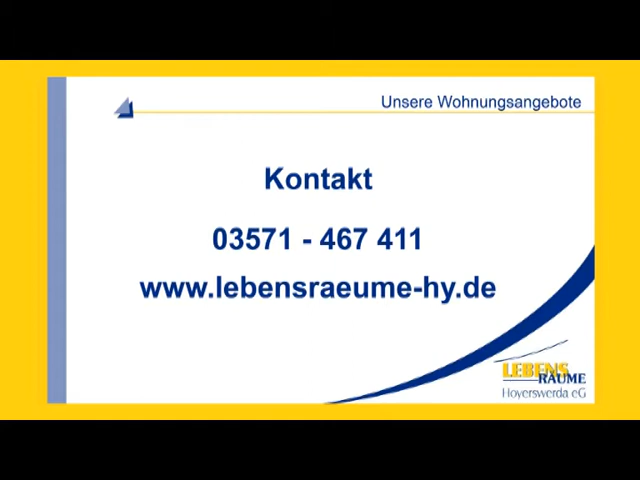 Unsere Wohnungsangebote
Kontakt
03571 - 467 411
www.lebensraeume-hy.de
LEBENS
RÄUME
Hoyerswerda eG